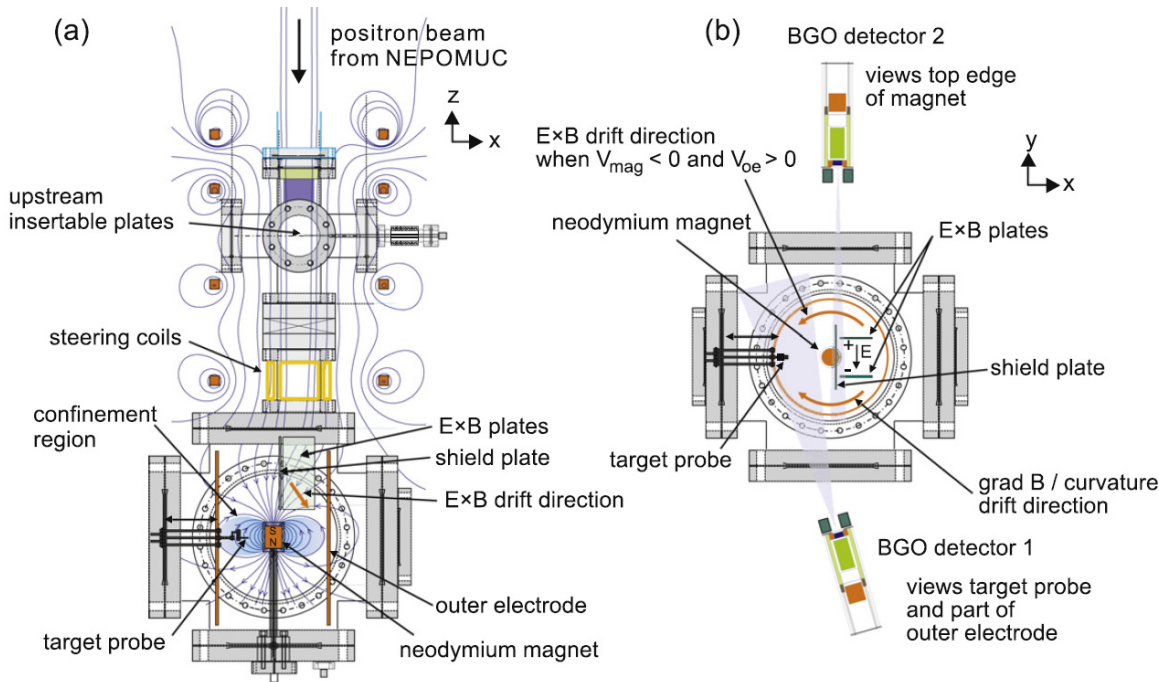 (a)
positron beam
from NEPOMUC
z
x
upstream
insertable plates
steering coils
confinement
region
E×B plates
shield plate
E×B drift direction
S
N
outer electrode
target probe
neodymium magnet
(b)
BGO detector 2
views top edge
of magnet
E×B drift direction
when V_mag < 0 and V_oe > 0
y
x
neodymium magnet
E×B plates
+
E
-
shield plate
target probe
grad B / curvature
drift direction
BGO detector 1
views target probe
and part of
outer electrode